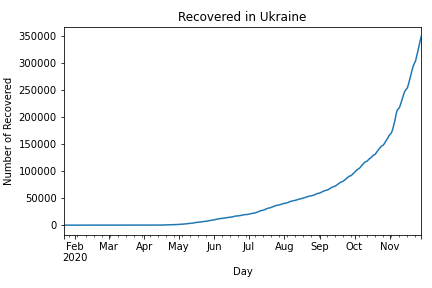 Recovered in Ukraine
Number of Recovered
350000
300000
250000
200000
150000
100000
50000
0
Feb Mar Apr May Jun Jul Aug Sep Oct Nov
2020
Day